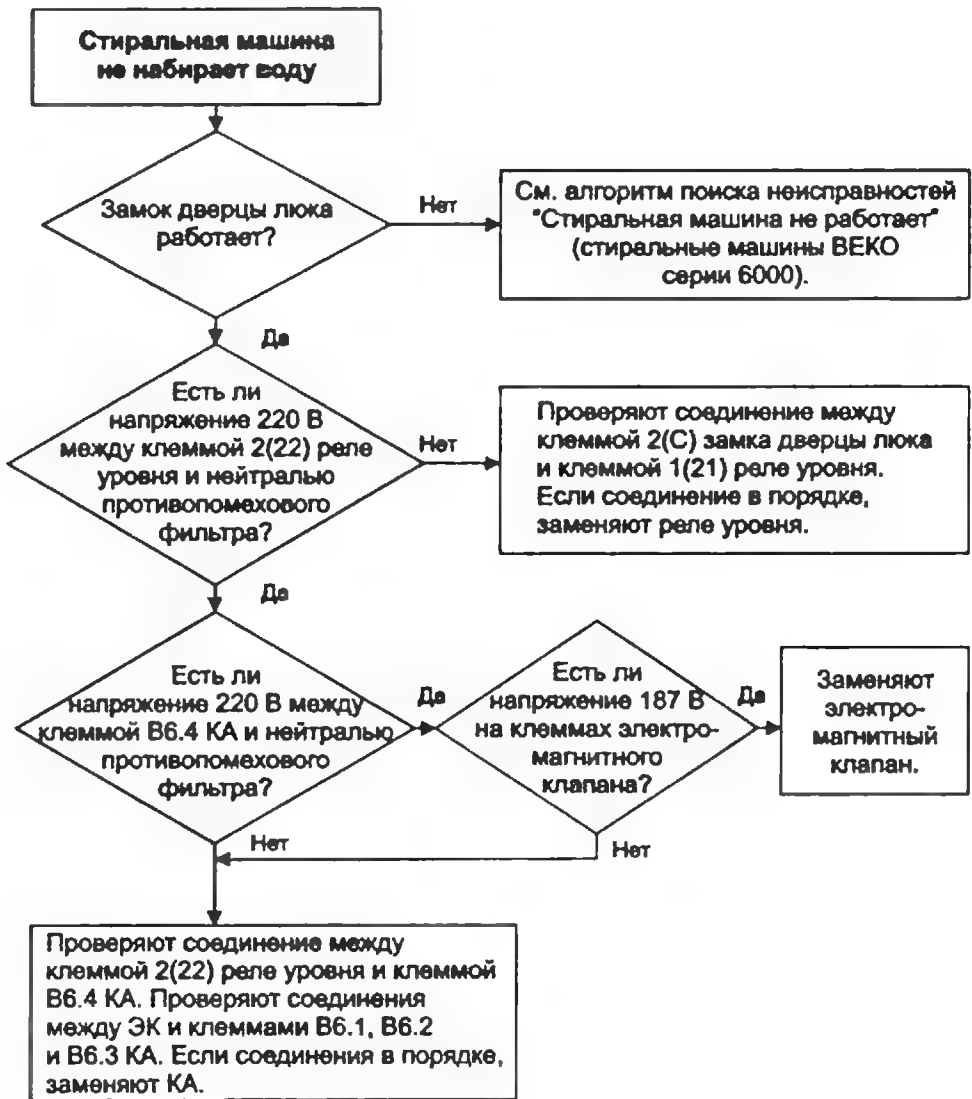 Стиральная машина
не набирает воду
Замок дверцы люка
работает?
Нет
См. алгоритм поиска неисправностей
"Стиральная машина не работает"
(стиральные машины BEKO
серии 6000).
Да
Есть ли
напряжение 220 В
между клеммой 2(22) реле
уровня и нейтралью
противопомехового
фильтра?
Нет
Проверяют соединение между
клеммой 2(С) замка дверцы люка
и клеммой 1(21) реле уровня.
Если соединение в порядке,
заменяют реле уровня.
Да
Есть ли
напряжение 220 В между
клеммой В6.4 КА и нейтралью
противопомехового
фильтра?
Да
Есть ли
напряжение 187 В
на клеммах электро-
магнитного
клапана?
Да
Заменяют
электро-
магнитный
клапан.
Нет
Нет
Проверяют соединение между
клеммой 2(22) реле уровня и клеммой
В6.4 КА. Проверяют соединения
между ЭК и клеммами В6.1, В6.2
и В6.3 КА. Если соединения в порядке,
заменяют КА.